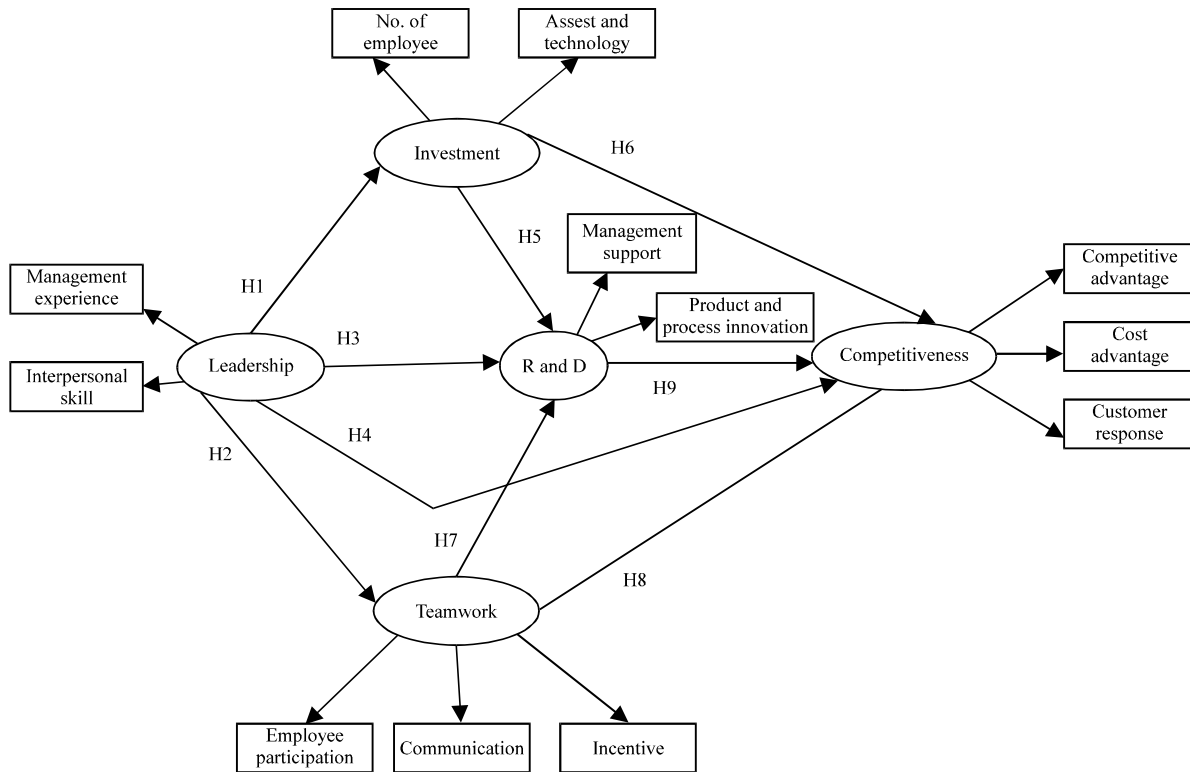 No. of
employee
Assest and
technology
Investment
H6
H5
Management
support
Competitive
advantage
Management
experience
H1
Product and
process innovation
H3
Cost
advantage
Competitiveness
Leadership
R and D
Interpersonal
skill
H9
Customer
response
H4
H2
H7
H8
Teamwork
Employee
participation
Communication
Incentive